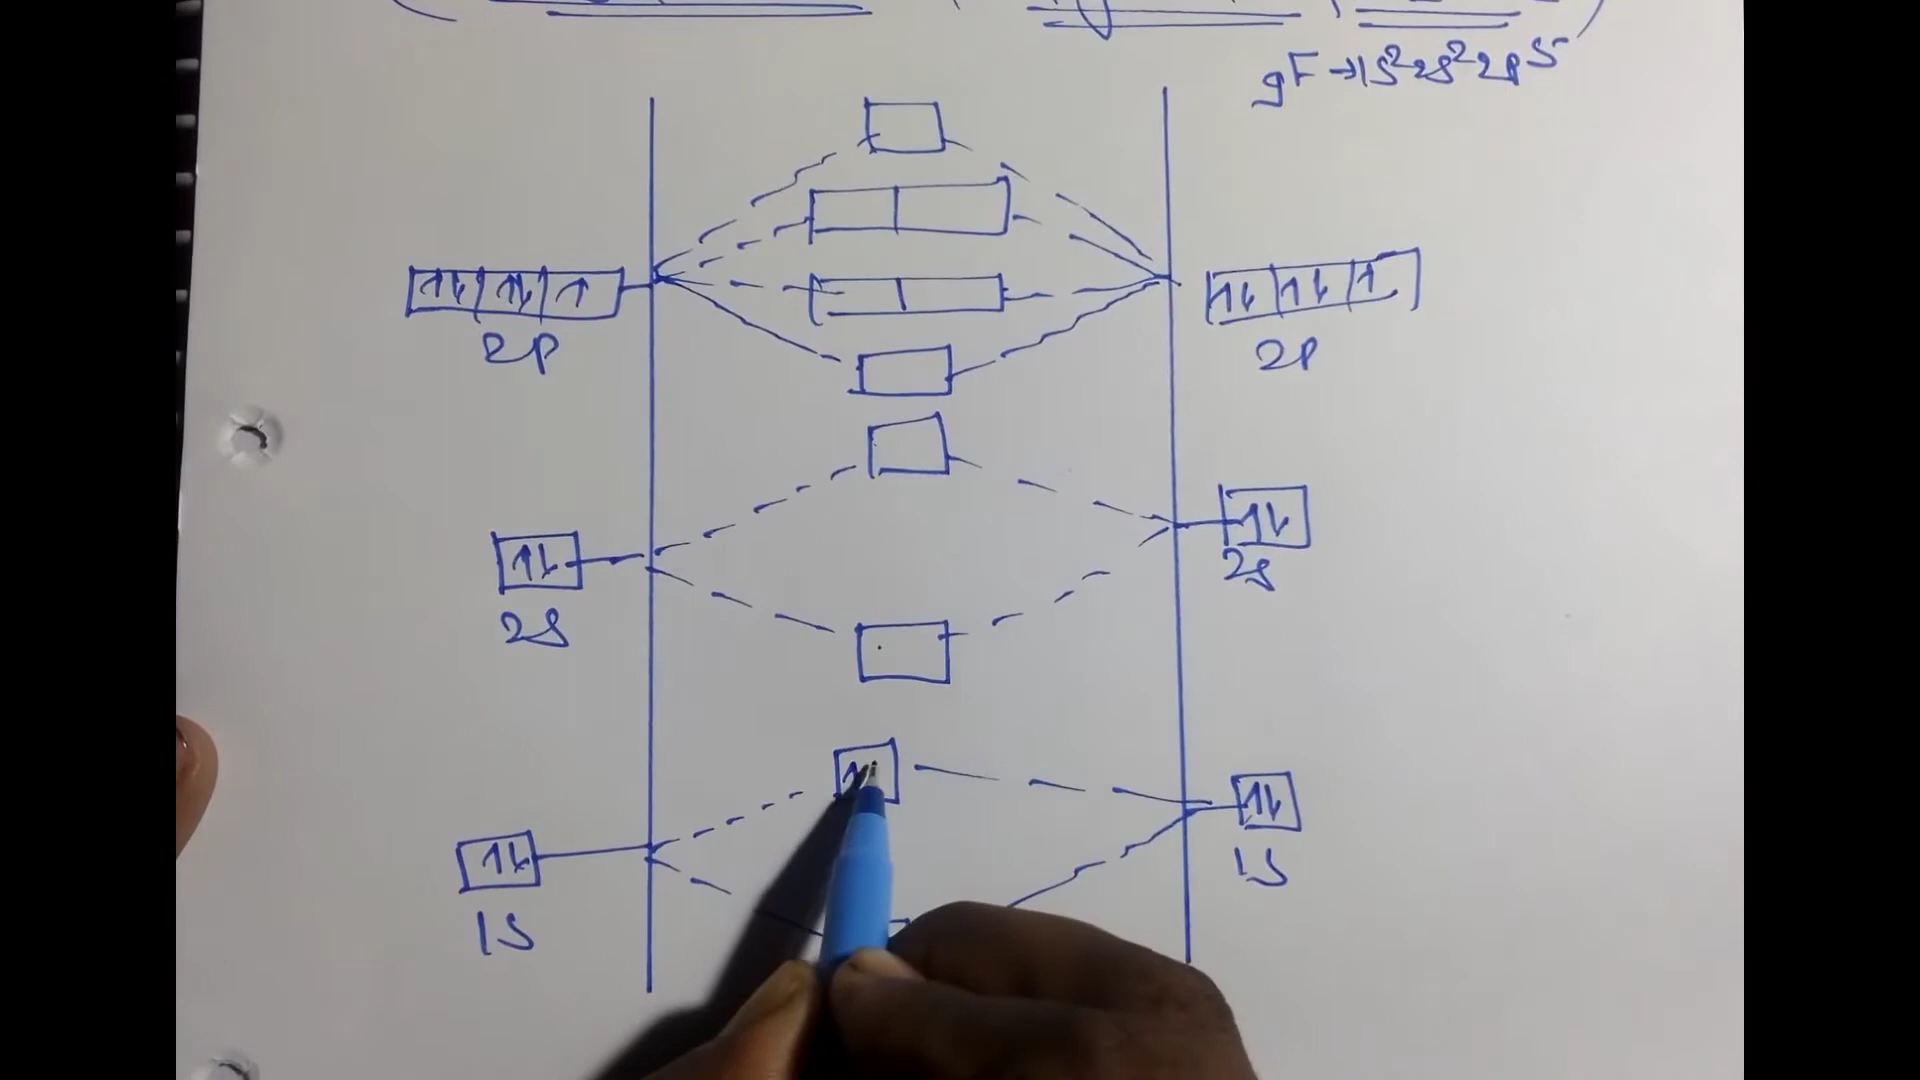 9F → 1S² 2S² 2P⁵
↑↓ ↑↓ ↑
2P
↑↓ ↑↓ ↑
2P
↑↓
2S
↑↓
2S
↑↓
1S
↑↓
1S